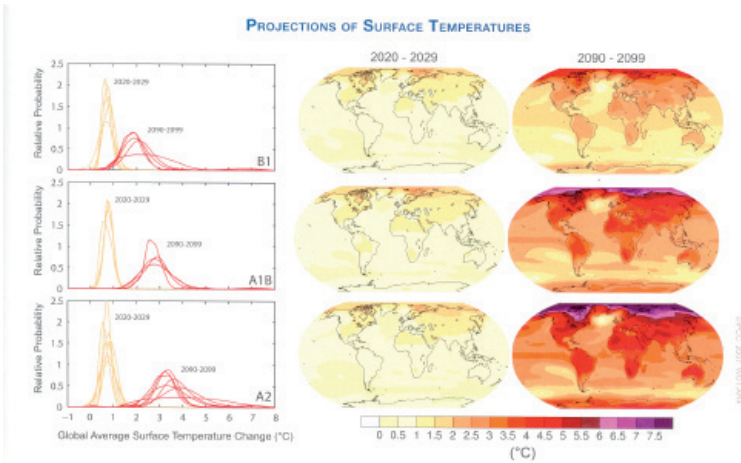 PROJECTIONS OF SURFACE TEMPERATURES
2020 - 2029
2090 - 2099
Relative Probability
2.5
2
1.5
1
0.5
0
2020-2029
2090-2099
B1
Relative Probability
2.5
2
1.5
1
0.5
0
2020-2029
2090-2099
A1B
Relative Probability
2.5
2
1.5
1
0.5
0
2020-2029
2090-2099
A2
-1 0 1 2 3 4 5 6 7 8
Global Average Surface Temperature Change (°C)
0 0.5 1 1.5 2 2.5 3 3.5 4 4.5 5 5.5 6 6.5 7 7.5
(°C)